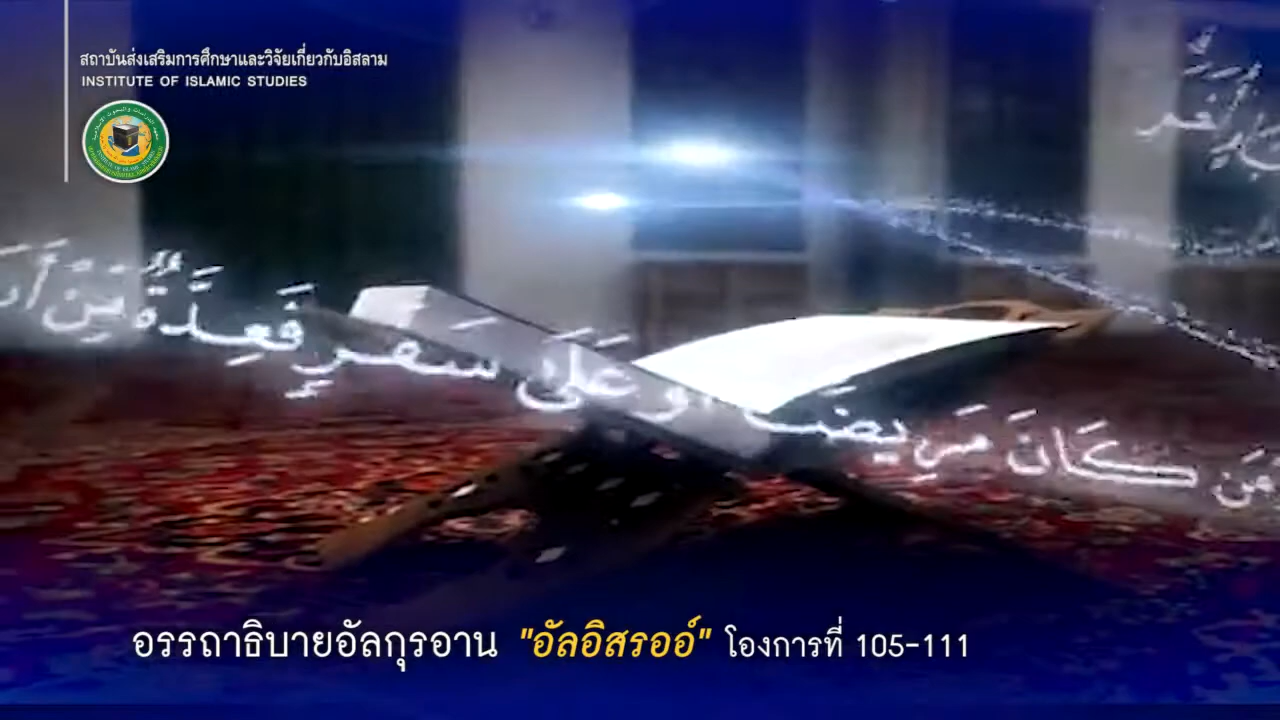 สถาบันส่งเสริมการศึกษาและวิจัยเกี่ยวกับอิสลาม
INSTITUTE OF ISLAMIC STUDIES
مَن كَانَ مَرِيضًا أَوْ عَلَىٰ سَفَرٍ فَعِدَّةٌ مِّنْ
อรรถาธิบายอัลกุรอาน "อัลอิสรออ์" โองการที่ 105-111